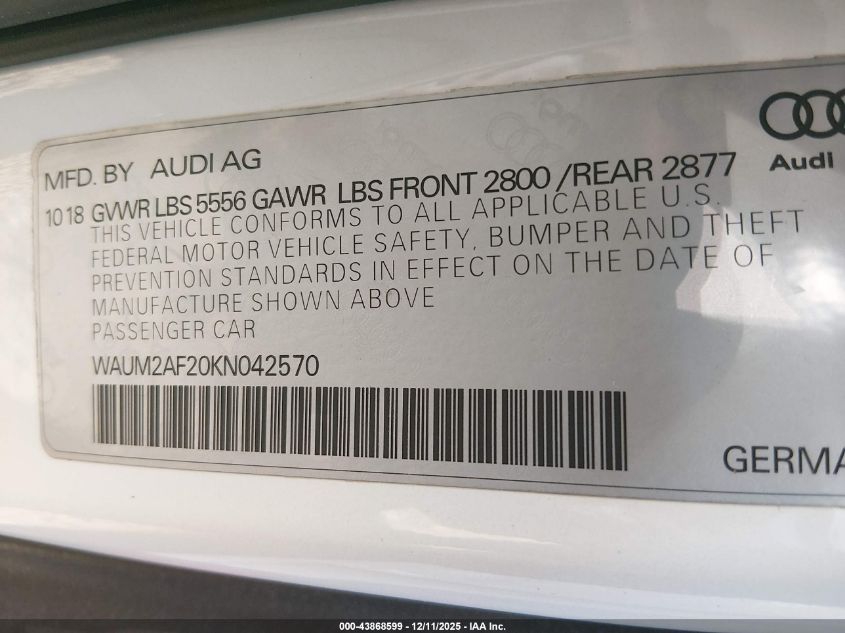 MFD. BY AUDI AG
Audi
10 18 GVWR LBS 5556 GAWR LBS FRONT 2800 /REAR 2877
THIS VEHICLE CONFORMS TO ALL APPLICABLE U.S.
FEDERAL MOTOR VEHICLE SAFETY, BUMPER AND THEFT
PREVENTION STANDARDS IN EFFECT ON THE DATE OF
MANUFACTURE SHOWN ABOVE
PASSENGER CAR
WAUM2AF20KN042570
GERMA
000-43868599 - 12/11/2025 - IAA Inc.